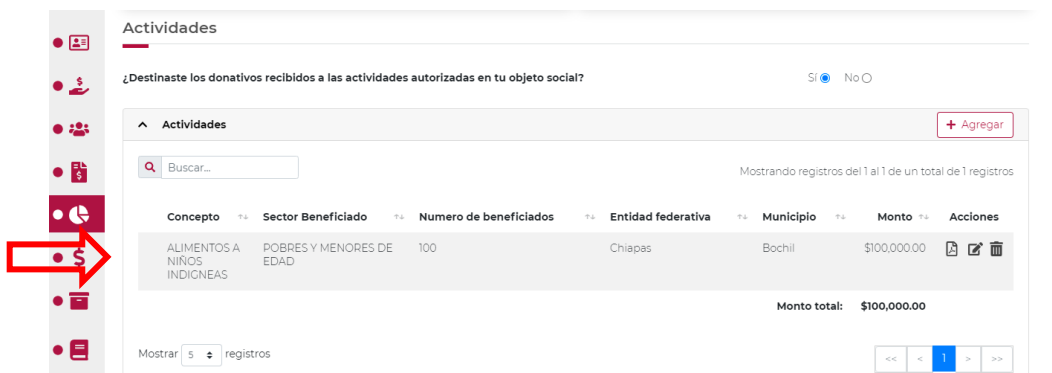 Actividades
¿Destinaste los donativos recibidos a las actividades autorizadas en tu objeto social? Sí No
Actividades + Agregar
Buscar...
Mostrando registros del 1 al 1 de un total de 1 registros
Concepto Sector Beneficiado Numero de beneficiados Entidad federativa Municipio Monto Acciones
ALIMENTOS A POBRES Y MENORES DE 100 Chiapas Bochil $100,000.00
NIÑOS EDAD
INDIGNEAS
Monto total: $100,000.00
Mostrar 5 registros
<< < 1 > >>